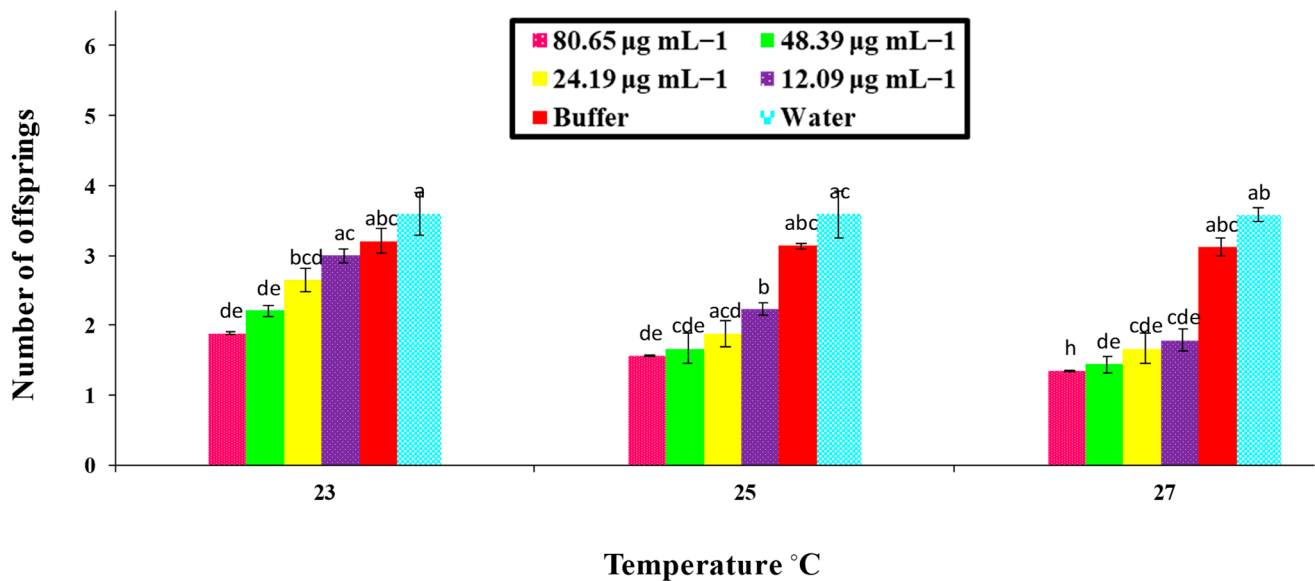 80.65 µg mL−1 48.39 µg mL−1
24.19 µg mL−1 12.09 µg mL−1
Buffer Water
Number of offsprings
6
5
4
3
2
1
0
de de bcd ac abc a
de cde acd b abc ac
h de cde cde abc ab
23 25 27
Temperature °C